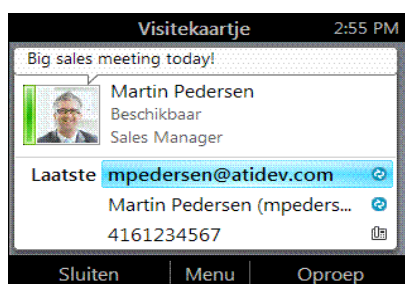 Visitekaartje 2:55 PM
Big sales meeting today!
Martin Pedersen
Beschikbaar
Sales Manager
Laatste mpedersen@atidev.com
Martin Pedersen (mpeders...
4161234567
Sluiten Menu Oproep